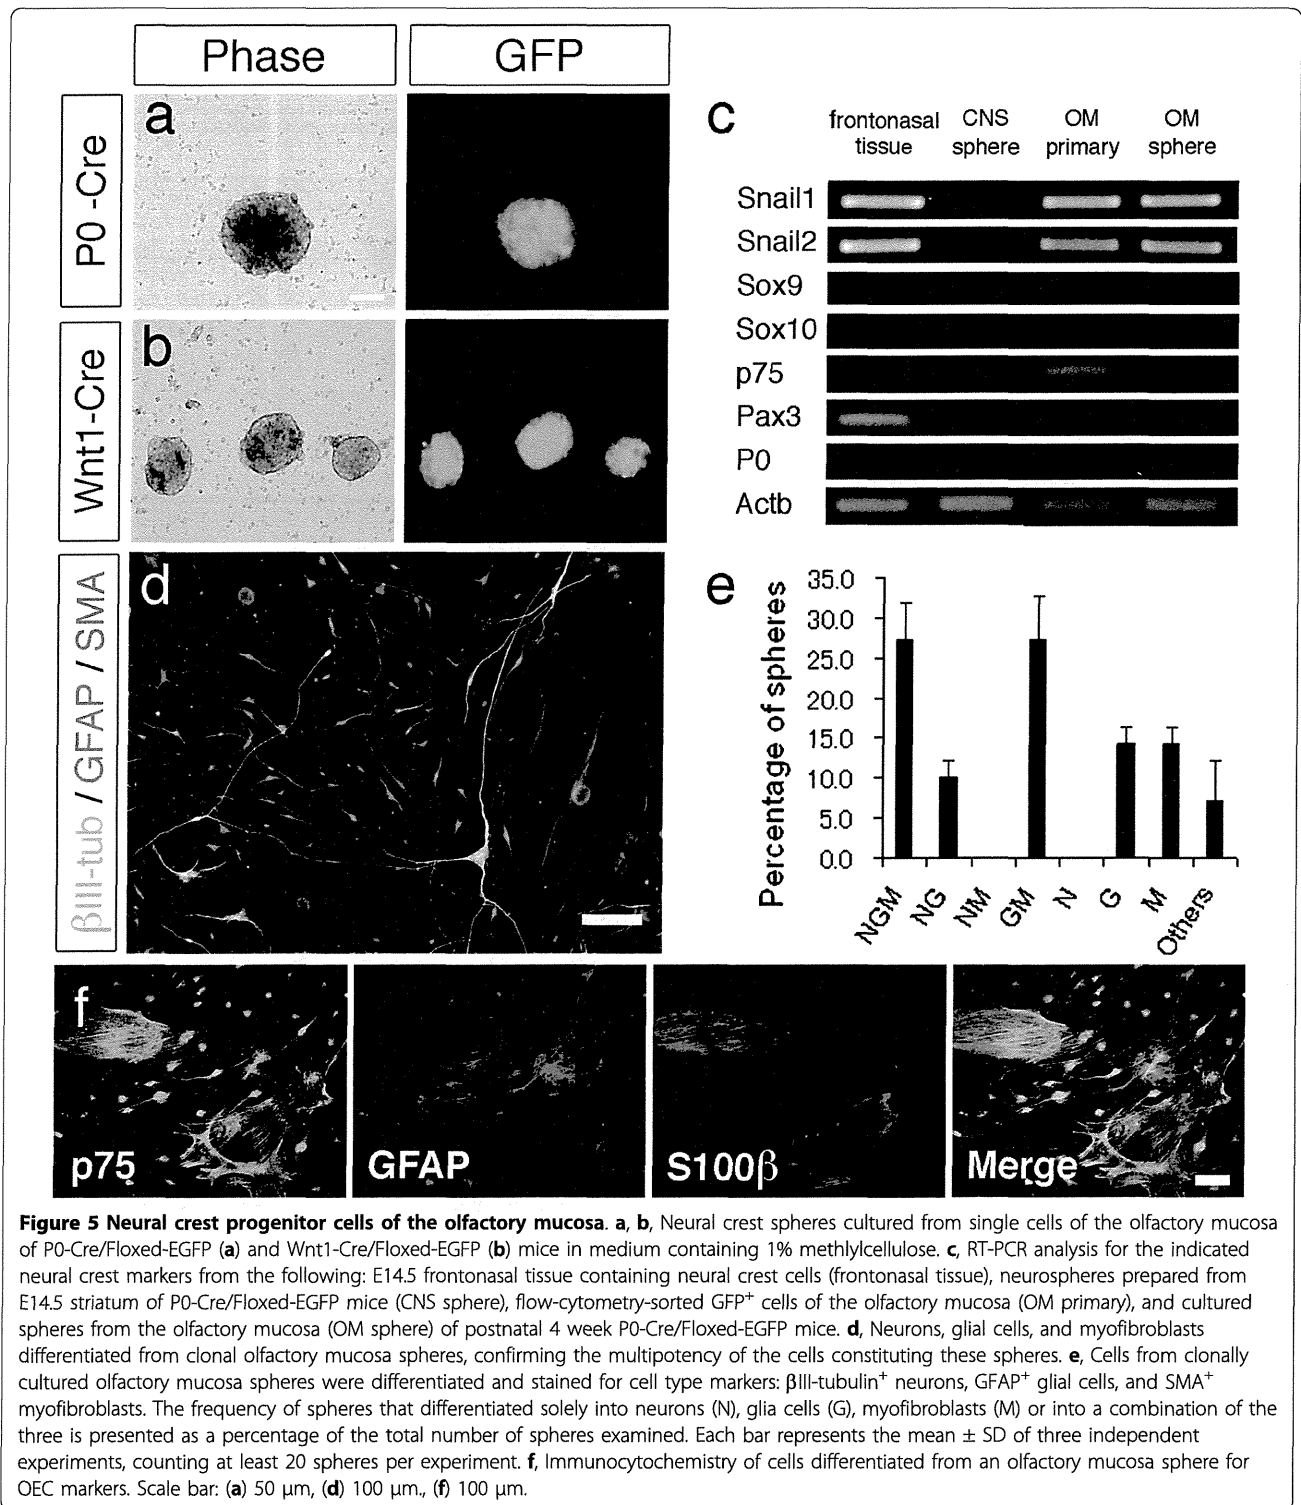 Phase
GFP
P0-Cre
a
Wnt1-Cre
b
c
frontonasal tissue
CNS sphere
OM primary
OM sphere
Snail1
Snail2
Sox9
Sox10
p75
Pax3
P0
Actb
βIII-tub / GFAP / SMA
d
e
Percentage of spheres
35.0
30.0
25.0
20.0
15.0
10.0
5.0
0.0
NGM
NG
NM
GM
N
G
M
Others
f
p75
GFAP
S100β
Merge
Figure 5 Neural crest progenitor cells of the olfactory mucosa. a, b, Neural crest spheres cultured from single cells of the olfactory mucosa
of P0-Cre/Floxed-EGFP (a) and Wnt1-Cre/Floxed-EGFP (b) mice in medium containing 1% methlylcellulose. c, RT-PCR analysis for the indicated
neural crest markers from the following: E14.5 frontonasal tissue containing neural crest cells (frontonasal tissue), neurospheres prepared from
E14.5 striatum of P0-Cre/Floxed-EGFP mice (CNS sphere), flow-cytometry-sorted GFP⁺ cells of the olfactory mucosa (OM primary), and cultured
spheres from the olfactory mucosa (OM sphere) of postnatal 4 week P0-Cre/Floxed-EGFP mice. d, Neurons, glial cells, and myofibroblasts
differentiated from clonal olfactory mucosa spheres, confirming the multipotency of the cells constituting these spheres. e, Cells from clonally
cultured olfactory mucosa spheres were differentiated and stained for cell type markers: βIII-tubulin⁺ neurons, GFAP⁺ glial cells, and SMA⁺
myofibroblasts. The frequency of spheres that differentiated solely into neurons (N), glia cells (G), myofibroblasts (M) or into a combination of the
three is presented as a percentage of the total number of spheres examined. Each bar represents the mean ± SD of three independent
experiments, counting at least 20 spheres per experiment. f, Immunocytochemistry of cells differentiated from an olfactory mucosa sphere for
OEC markers. Scale bar: (a) 50 μm, (d) 100 μm., (f) 100 μm.